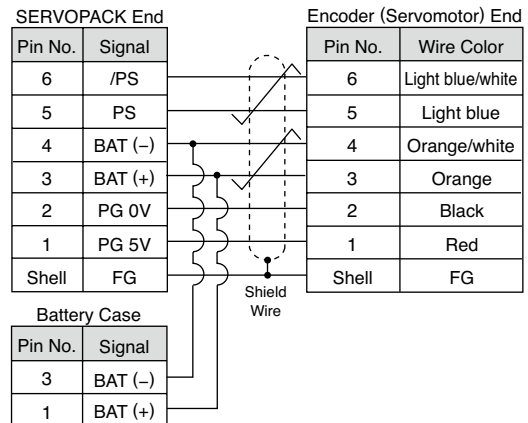 SERVOPACK End
Pin No. Signal
6 /PS
5 PS
4 BAT (−)
3 BAT (+)
2 PG 0V
1 PG 5V
Shell FG
Encoder (Servomotor) End
Pin No. Wire Color
6 Light blue/white
5 Light blue
4 Orange/white
3 Orange
2 Black
1 Red
Shell FG
Shield
Wire
Battery Case
Pin No. Signal
3 BAT (−)
1 BAT (+)